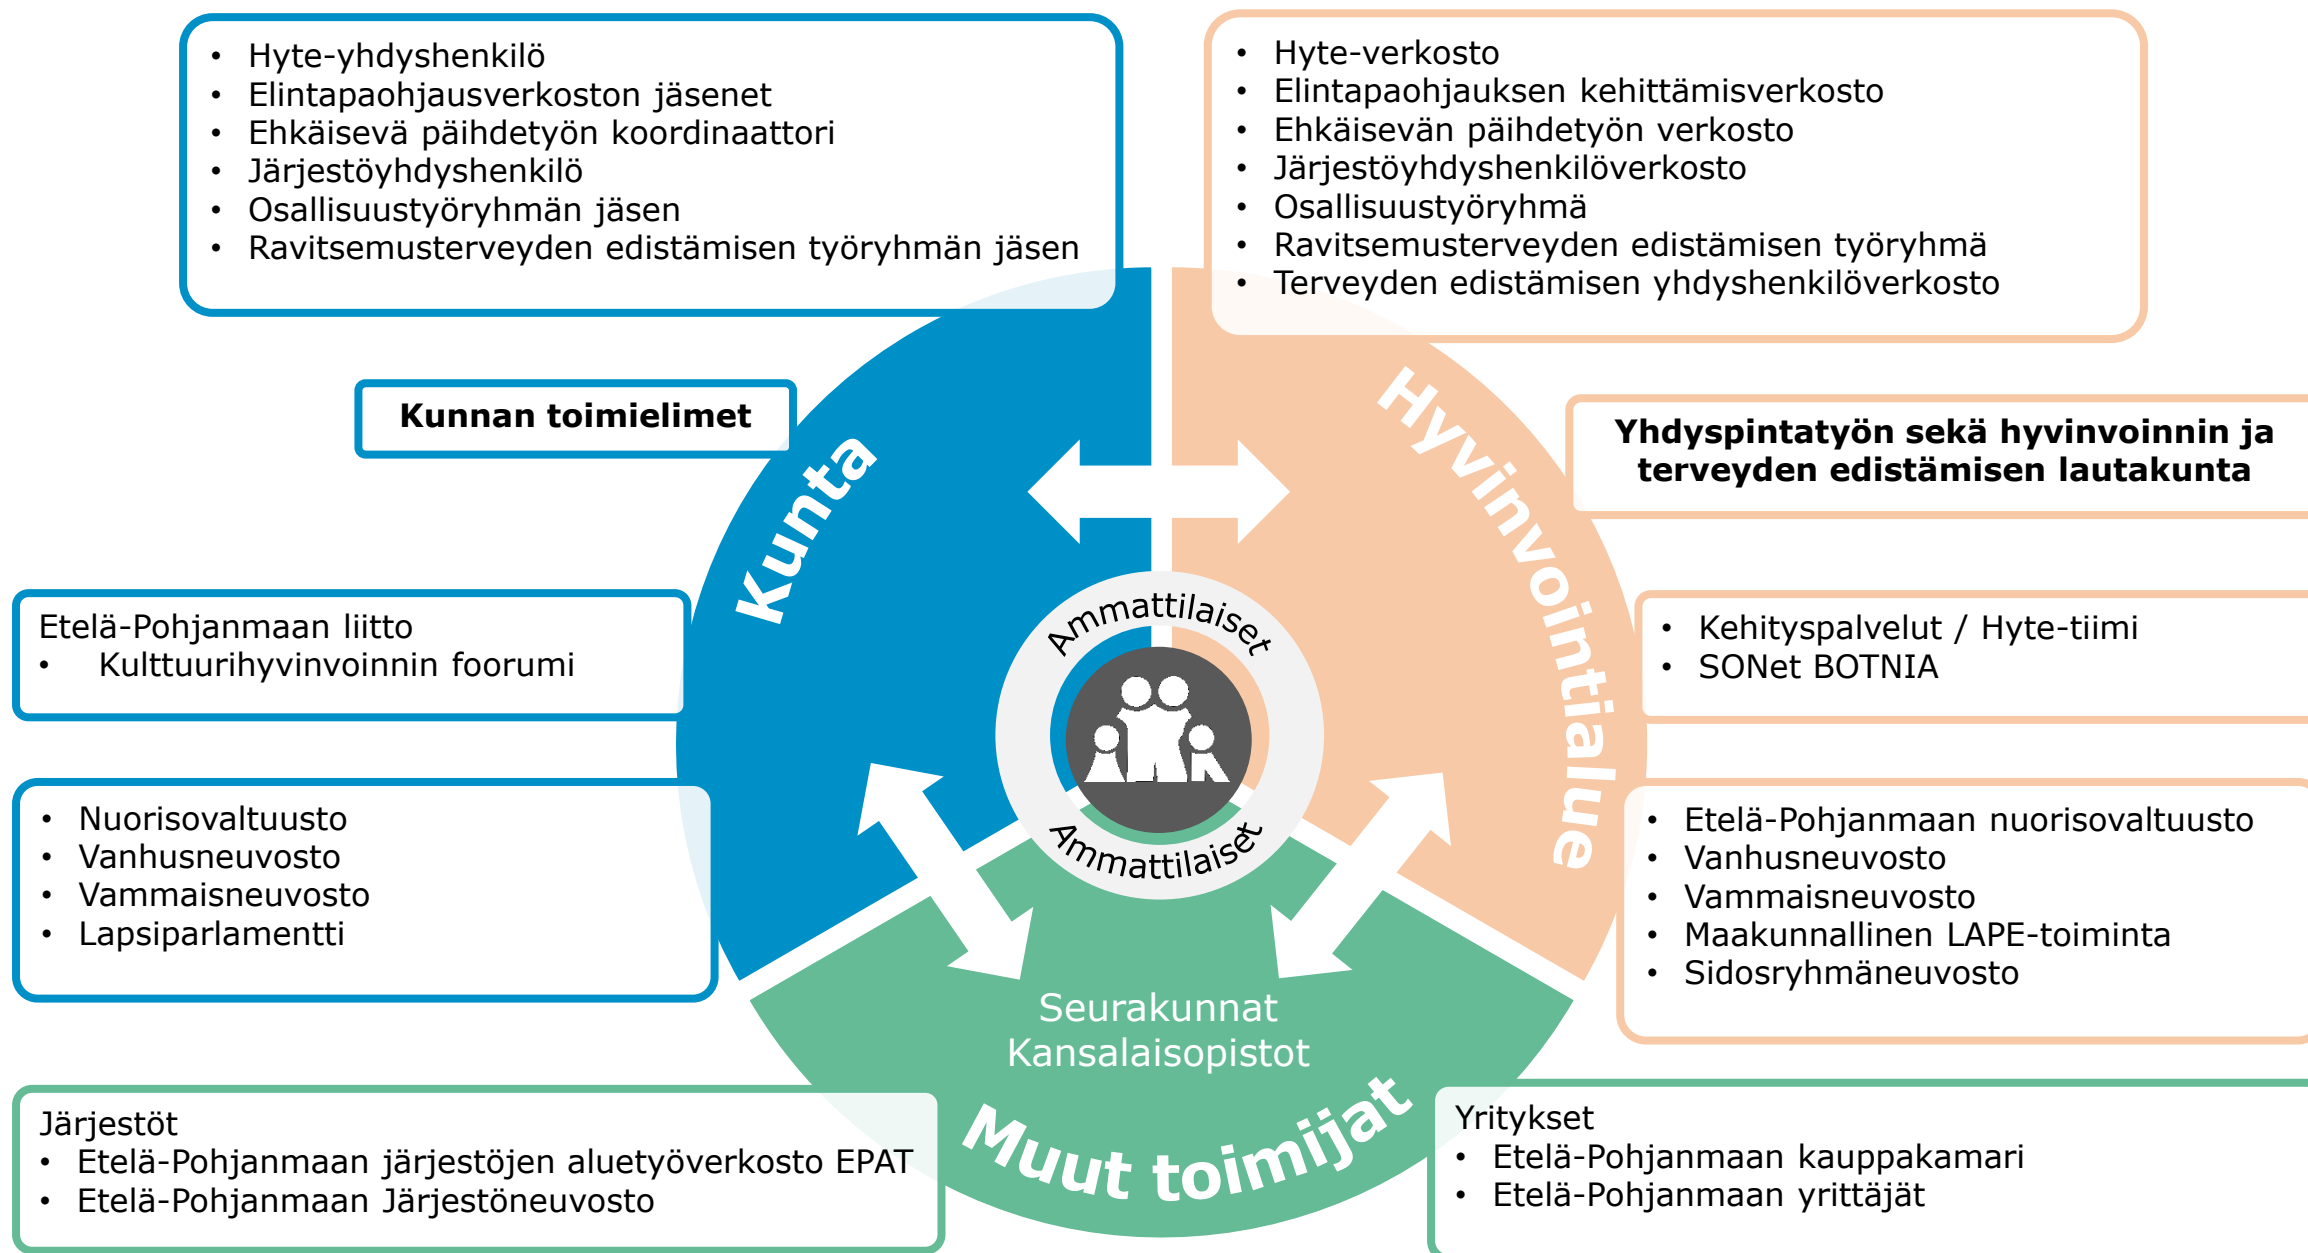 • Hyte-yhdyshenkilö
• Elintapaohjausverkoston jäsenet
• Ehkäisevä päihdetyön koordinaattori
• Järjestöyhdyshenkilö
• Osallisuustyöryhmän jäsen
• Ravitsemusterveyden edistämisen työryhmän jäsen
• Hyte-verkosto
• Elintapaohjauksen kehittämisverkosto
• Ehkäisevän päihdetyön verkosto
• Järjestöyhdyshenkilöverkosto
• Osallisuustyöryhmä
• Ravitsemusterveyden edistämisen työryhmä
• Terveyden edistämisen yhdyshenkilöverkosto
Kunnan toimielimet
Kunta
Hyvinvointialue
Yhdyspintatyön sekä hyvinvoinnin ja
terveyden edistämisen lautakunta
Etelä-Pohjanmaan liitto
• Kulttuurihyvinvoinnin foorumi
Ammattilaiset
Ammattilaiset
• Kehityspalvelut / Hyte-tiimi
• SONet BOTNIA
• Nuorisovaltuusto
• Vanhusneuvosto
• Vammaisneuvosto
• Lapsiparlamentti
• Etelä-Pohjanmaan nuorisovaltuusto
• Vanhusneuvosto
• Vammaisneuvosto
• Maakunnallinen LAPE-toiminta
• Sidosryhmäneuvosto
Seurakunnat
Kansalaisopistot
Muut toimijat
Järjestöt
• Etelä-Pohjanmaan järjestöjen aluetyöverkosto EPAT
• Etelä-Pohjanmaan Järjestöneuvosto
Yritykset
• Etelä-Pohjanmaan kauppakamari
• Etelä-Pohjanmaan yrittäjät